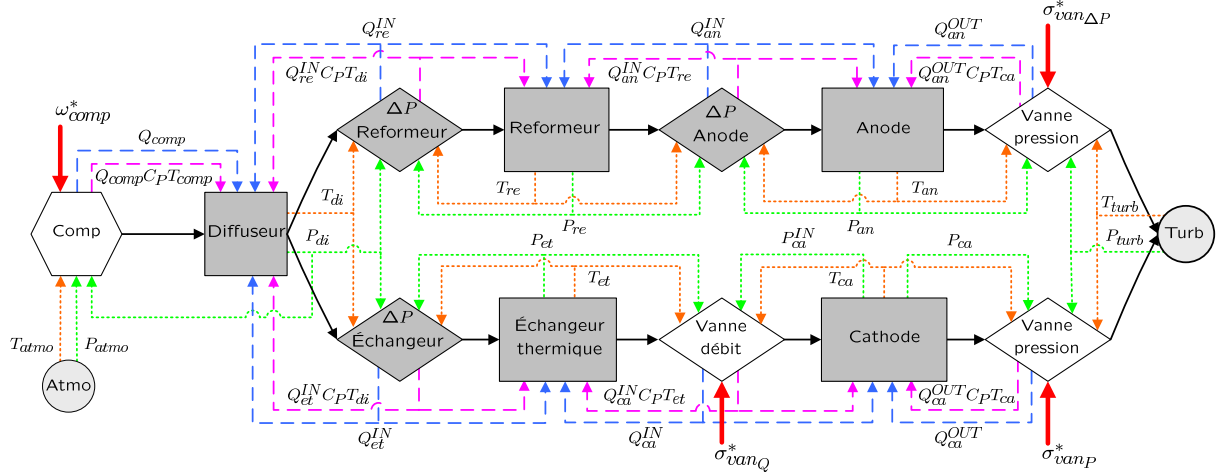 σ*vanΔP
Q_re^IN
Q_an^IN
Q_an^OUT
Q_re^IN C_P T_di
Q_an^IN C_P T_re
Q_an^OUT C_P T_ca
ω*comp
ΔP
Reformeur
Reformeur
ΔP
Anode
Anode
Vanne
pression
Q_comp
Q_comp C_P T_comp
T_di
T_re
T_an
T_turb
P_re
P_an
Comp
Diffuseur
P_di
P_et
P_ca^IN
P_ca
P_turb
Turb
T_et
T_ca
ΔP
Échangeur
Échangeur
thermique
Vanne
débit
Cathode
Vanne
pression
T_atmo
P_atmo
Atmo
Q_et^IN C_P T_di
Q_ca^IN C_P T_et
Q_ca^OUT C_P T_ca
Q_et^IN
Q_ca^IN
Q_ca^OUT
σ*van_Q
σ*van_P